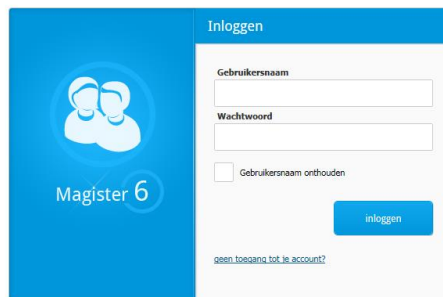 Inloggen
Gebruikersnaam
Wachtwoord
Gebruikersnaam onthouden
Magister 6
inloggen
geen toegang tot je account?